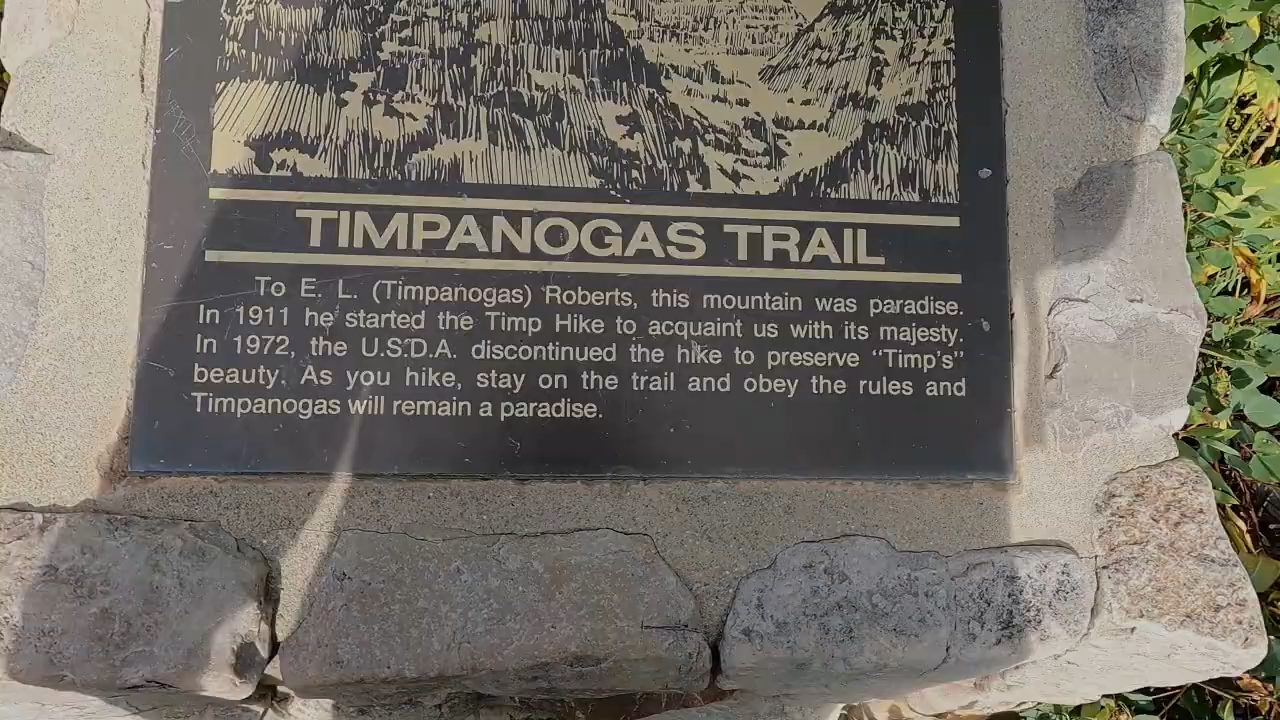 TIMPANOGAS TRAIL
To E. L. (Timpanogas) Roberts, this mountain was paradise.
In 1911 he started the Timp Hike to acquaint us with its majesty.
In 1972, the U.S.D.A. discontinued the hike to preserve “Timp's”
beauty. As you hike, stay on the trail and obey the rules and
Timpanogas will remain a paradise.